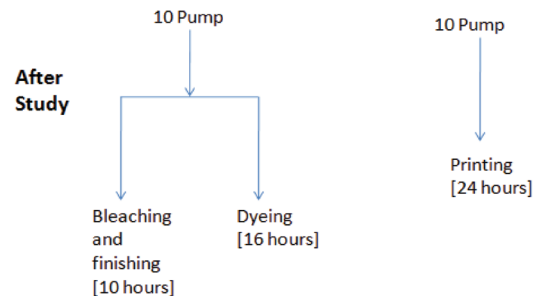 10 Pump
10 Pump
After
Study
Bleaching
and
finishing
[10 hours]
Dyeing
[16 hours]
Printing
[24 hours]